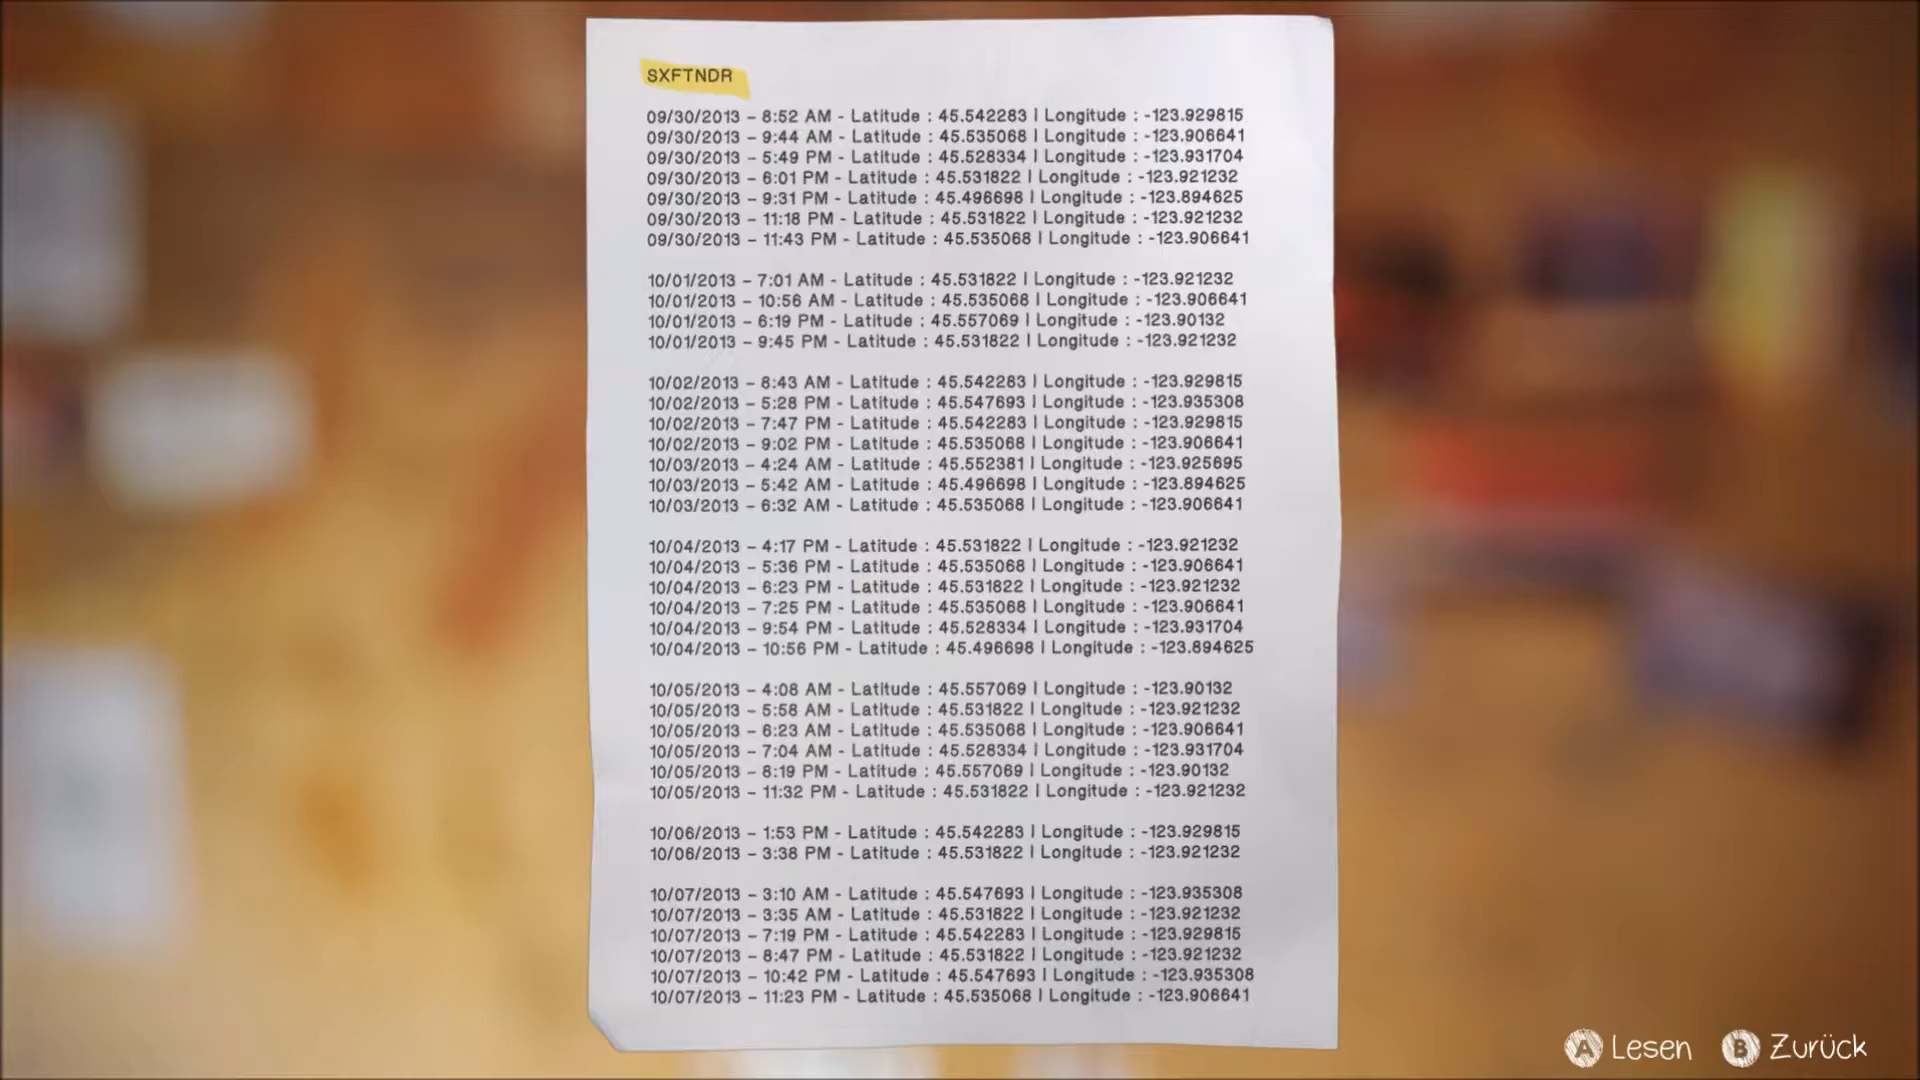 SXFTNDR
09/30/2013 – 8:52 AM - Latitude : 45.542283 | Longitude : -123.929815
09/30/2013 – 9:44 AM - Latitude : 45.535068 | Longitude : -123.906641
09/30/2013 – 5:49 PM - Latitude : 45.528334 | Longitude : -123.931704
09/30/2013 – 6:01 PM - Latitude : 45.531822 | Longitude : -123.921232
09/30/2013 – 9:31 PM - Latitude : 45.496698 | Longitude : -123.894625
09/30/2013 – 11:18 PM - Latitude : 45.531822 | Longitude : -123.921232
09/30/2013 – 11:43 PM - Latitude : 45.535068 | Longitude : -123.906641
10/01/2013 – 7:01 AM - Latitude : 45.531822 | Longitude : -123.921232
10/01/2013 – 10:56 AM - Latitude : 45.535068 | Longitude : -123.906641
10/01/2013 – 6:19 PM - Latitude : 45.557069 | Longitude : -123.90132
10/01/2013 – 9:45 PM - Latitude : 45.531822 | Longitude : -123.921232
10/02/2013 – 8:43 AM - Latitude : 45.542283 | Longitude : -123.929815
10/02/2013 – 5:28 PM - Latitude : 45.547693 | Longitude : -123.935308
10/02/2013 – 7:47 PM - Latitude : 45.542283 | Longitude : -123.929815
10/02/2013 – 9:02 PM - Latitude : 45.535068 | Longitude : -123.906641
10/03/2013 – 4:24 AM - Latitude : 45.552381 | Longitude : -123.925695
10/03/2013 – 5:42 AM - Latitude : 45.496698 | Longitude : -123.894625
10/03/2013 – 6:32 AM - Latitude : 45.535068 | Longitude : -123.906641
10/04/2013 – 4:17 PM - Latitude : 45.531822 | Longitude : -123.921232
10/04/2013 – 5:36 PM - Latitude : 45.535068 | Longitude : -123.906641
10/04/2013 – 6:23 PM - Latitude : 45.531822 | Longitude : -123.921232
10/04/2013 – 7:25 PM - Latitude : 45.535068 | Longitude : -123.906641
10/04/2013 – 9:54 PM - Latitude : 45.528334 | Longitude : -123.931704
10/04/2013 – 10:56 PM - Latitude : 45.496698 | Longitude : -123.894625
10/05/2013 – 4:08 AM - Latitude : 45.557069 | Longitude : -123.90132
10/05/2013 – 5:58 AM - Latitude : 45.531822 | Longitude : -123.921232
10/05/2013 – 6:23 AM - Latitude : 45.535068 | Longitude : -123.906641
10/05/2013 – 7:04 AM - Latitude : 45.528334 | Longitude : -123.931704
10/05/2013 – 8:19 PM - Latitude : 45.557069 | Longitude : -123.90132
10/05/2013 – 11:32 PM - Latitude : 45.531822 | Longitude : -123.921232
10/06/2013 – 1:53 PM - Latitude : 45.542283 | Longitude : -123.929815
10/06/2013 – 3:38 PM - Latitude : 45.531822 | Longitude : -123.921232
10/07/2013 – 3:10 AM - Latitude : 45.547693 | Longitude : -123.935308
10/07/2013 – 3:35 AM - Latitude : 45.531822 | Longitude : -123.921232
10/07/2013 – 7:19 PM - Latitude : 45.542283 | Longitude : -123.929815
10/07/2013 – 8:47 PM - Latitude : 45.531822 | Longitude : -123.921232
10/07/2013 – 10:42 PM - Latitude : 45.547693 | Longitude : -123.935308
10/07/2013 – 11:23 PM - Latitude : 45.535068 | Longitude : -123.906641
A Lesen B Zurück